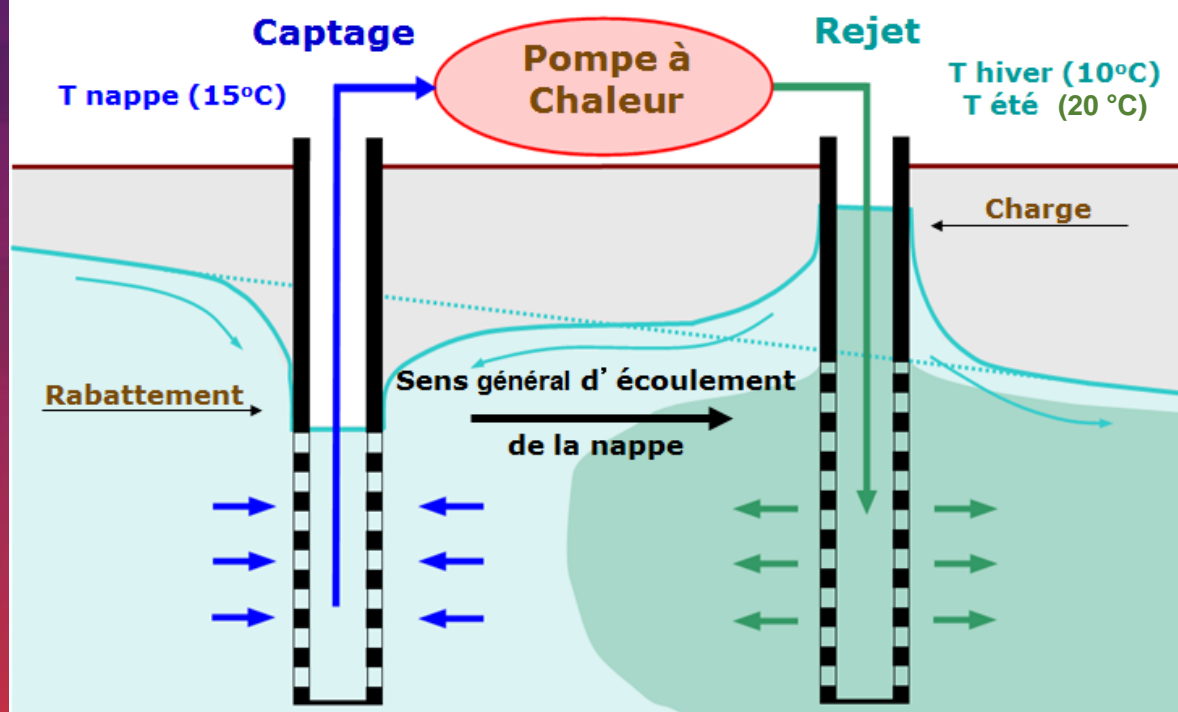 Captage
Pompe à
Chaleur
Rejet
T nappe (15°C)
T hiver (10°C)
T été (20 °C)
Charge
Rabattement
Sens général d’ écoulement
de la nappe